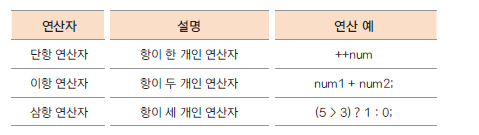 연산자 설명 연산 예
단항 연산자 항이 한 개인 연산자 ++num
이항 연산자 항이 두 개인 연산자 num1 + num2;
삼항 연산자 항이 세 개인 연산자 (5 > 3) ? 1 : 0;